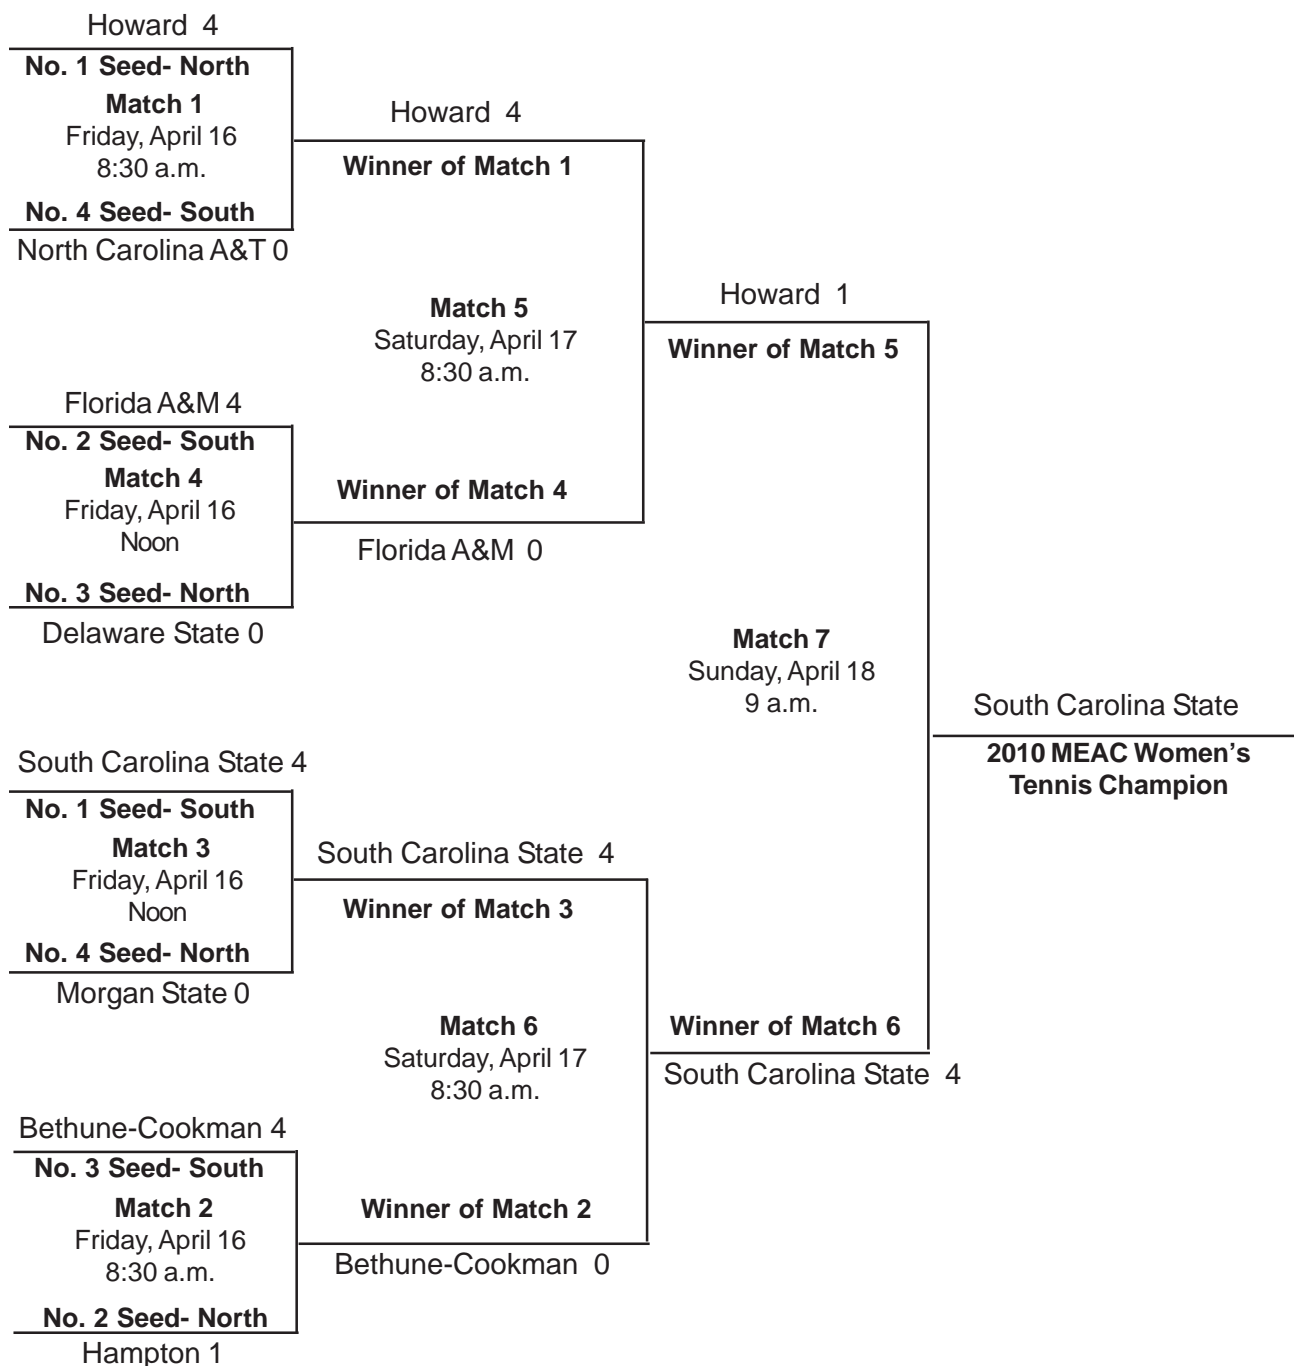 Howard 4
No. 1 Seed- North
Match 1
Friday, April 16
8:30 a.m.
No. 4 Seed- South
North Carolina A&T 0
Howard 4
Winner of Match 1
Match 5
Saturday, April 17
8:30 a.m.
Howard 1
Winner of Match 5
Florida A&M 4
No. 2 Seed- South
Match 4
Friday, April 16
Noon
No. 3 Seed- North
Delaware State 0
Winner of Match 4
Florida A&M 0
Match 7
Sunday, April 18
9 a.m.
South Carolina State
2010 MEAC Women's
Tennis Champion
South Carolina State 4
No. 1 Seed- South
Match 3
Friday, April 16
Noon
No. 4 Seed- North
Morgan State 0
South Carolina State 4
Winner of Match 3
Match 6
Saturday, April 17
8:30 a.m.
Winner of Match 6
South Carolina State 4
Bethune-Cookman 4
No. 3 Seed- South
Match 2
Friday, April 16
8:30 a.m.
No. 2 Seed- North
Hampton 1
Winner of Match 2
Bethune-Cookman 0